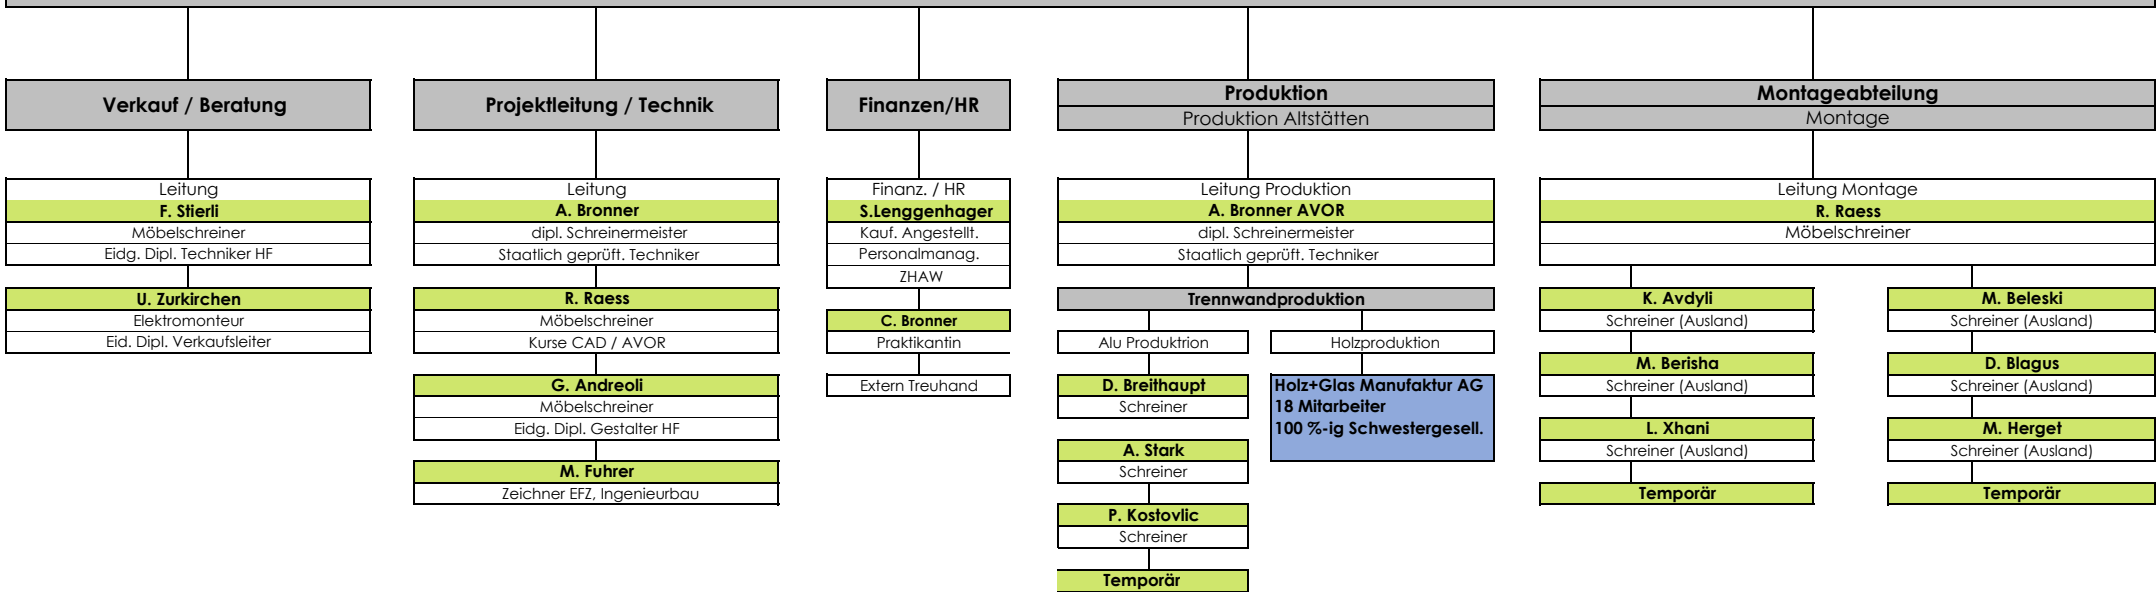 Verkauf / Beratung
Leitung
F. Stierli
Möbelschreiner
Eidg. Dipl. Techniker HF
U. Zurkirchen
Elektromonteur
Eid. Dipl. Verkaufsleiter
Projektleitung / Technik
Leitung
A. Bronner
dipl. Schreinermeister
Staatlich geprüft. Techniker
R. Raess
Möbelschreiner
Kurse CAD / AVOR
G. Andreoli
Möbelschreiner
Eidg. Dipl. Gestalter HF
M. Fuhrer
Zeichner EFZ, Ingenieurbau
Finanzen/HR
Finanz. / HR
S.Lenggenhager
Kauf. Angestellt.
Personalmanag.
ZHAW
C. Bronner
Praktikantin
Extern Treuhand
Produktion
Produktion Altstätten
Leitung Produktion
A. Bronner AVOR
dipl. Schreinermeister
Staatlich geprüft. Techniker
Trennwandproduktion
Alu Produktrion
D. Breithaupt
Schreiner
A. Stark
Schreiner
P. Kostovlic
Schreiner
Temporär
Holzproduktion
Holz+Glas Manufaktur AG
18 Mitarbeiter
100 %-ig Schwestergesell.
Montageabteilung
Montage
Leitung Montage
R. Raess
Möbelschreiner
K. Avdyli
Schreiner (Ausland)
M. Berisha
Schreiner (Ausland)
L. Xhani
Schreiner (Ausland)
Temporär
M. Beleski
Schreiner (Ausland)
D. Blagus
Schreiner (Ausland)
M. Herget
Schreiner (Ausland)
Temporär